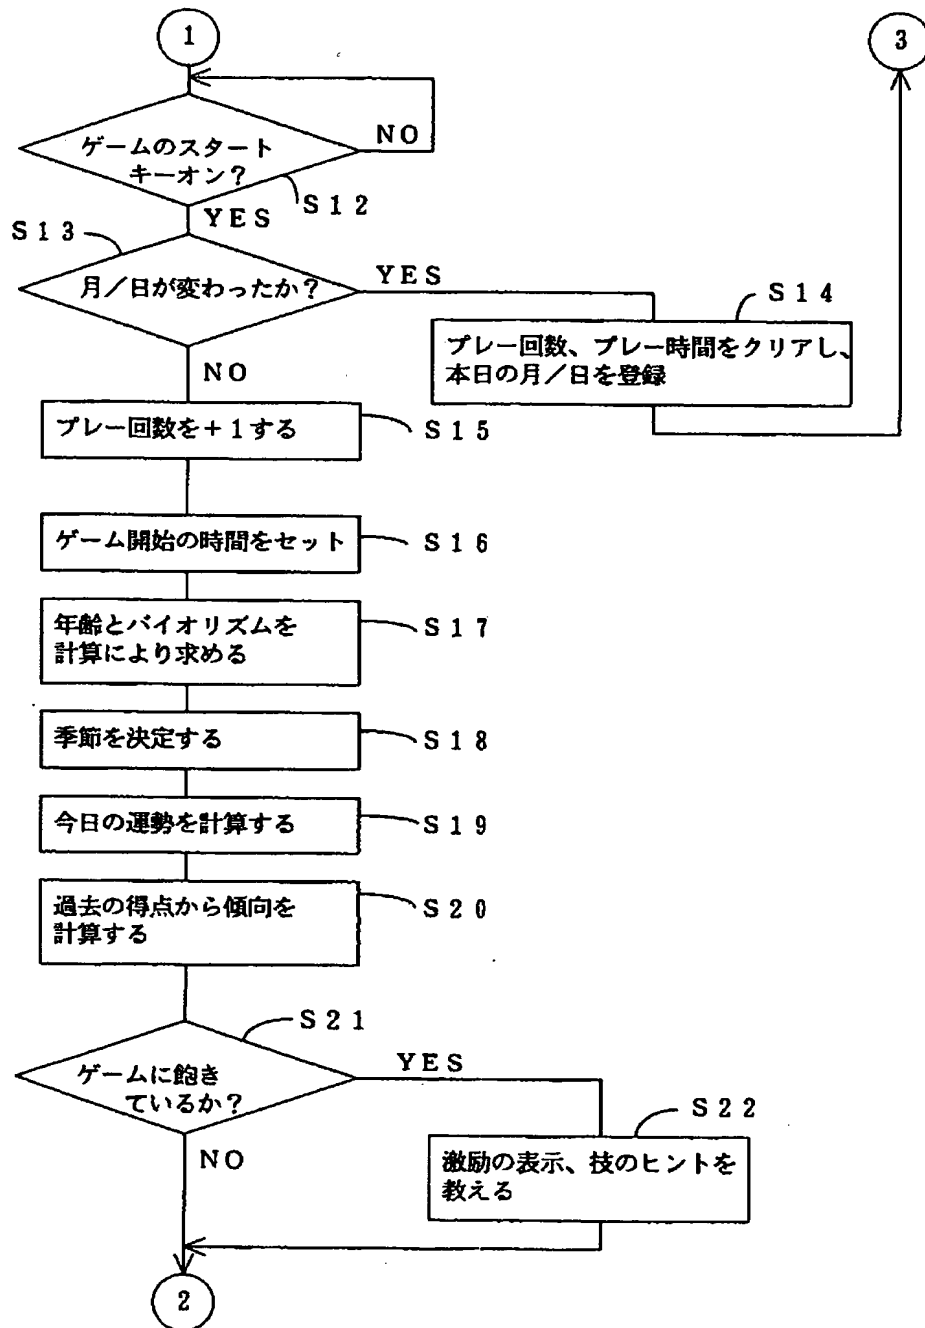 1
3
ゲームのスタート
キーオン?
NO
S12
YES
S13
月/日が変わったか?
YES
S14
プレー回数、プレー時間をクリアし、
本日の月/日を登録
NO
プレー回数を+1する
S15
ゲーム開始の時間をセット
S16
年齢とバイオリズムを
計算により求める
S17
季節を決定する
S18
今日の運勢を計算する
S19
過去の得点から傾向を
計算する
S20
S21
ゲームに飽き
ているか?
YES
S22
激励の表示、技のヒントを
教える
NO
2